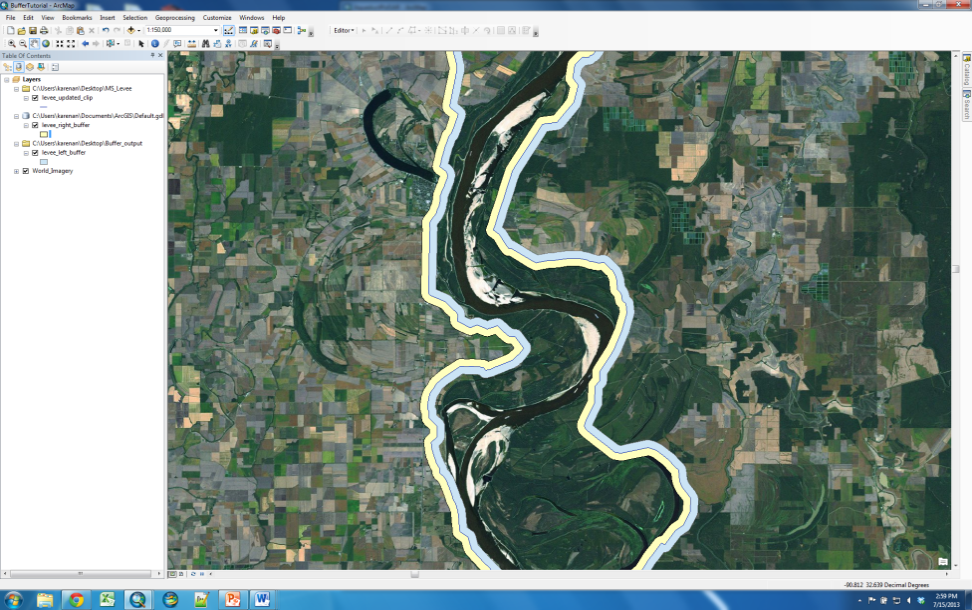 BufferTutorial - ArcMap
File Edit View Bookmarks Insert Selection Geoprocessing Customize Windows Help
1:150,000
Editor
Table Of Contents
Layers
C:\Users\karenan\Desktop\MS_Levee
levee_updated_clip
C:\Users\karenan\Documents\ArcGIS\Default.gdl
levee_right_buffer
C:\Users\karenan\Desktop\Buffer_output
levee_left_buffer
World_Imagery
Catalog
Search
-90.812 32.639 Decimal Degrees
2:59 PM
7/15/2013